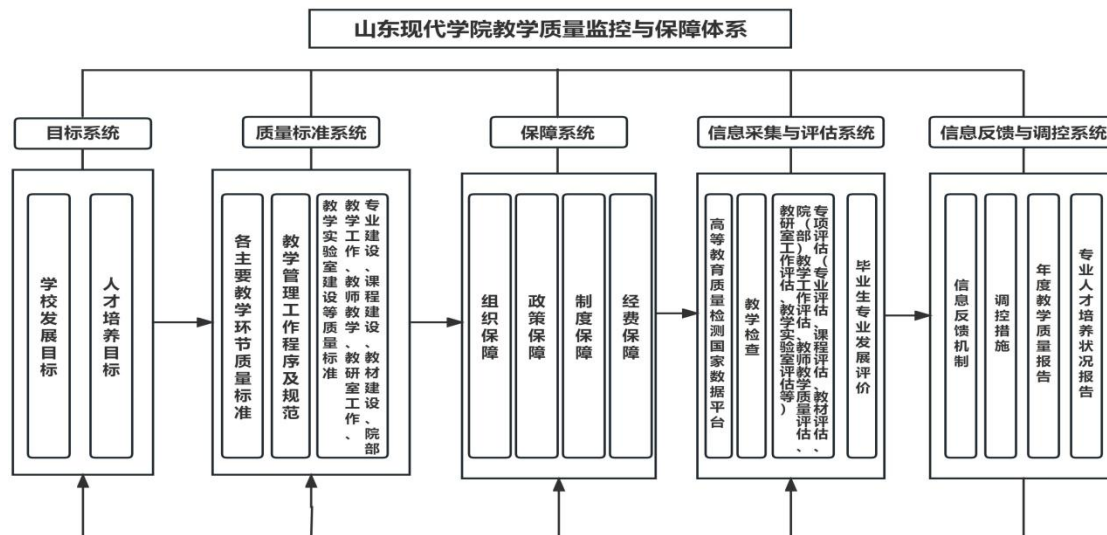 山东现代学院教学质量监控与保障体系
目标系统
质量标准系统
保障系统
信息采集与评估系统
信息反馈与调控系统
学校发展目标
人才培养目标
各主要教学环节质量标准
教学管理工作程序及规范
专业建设、课程建设、教材建设、院部
教学工作、教师教学、教研室工作、
教学实验室建设等质量标准
组织保障
政策保障
制度保障
经费保障
高等教育质量检测国家数据平台
教学检查
专项评估（专业评估、课程评估、教材评估、
院（部）教学工作评估、教师教学质量评估、
教研室工作评估、教学实验室评估等）
毕业生专业发展评价
信息反馈机制
调控措施
年度教学质量报告
专业人才培养状况报告